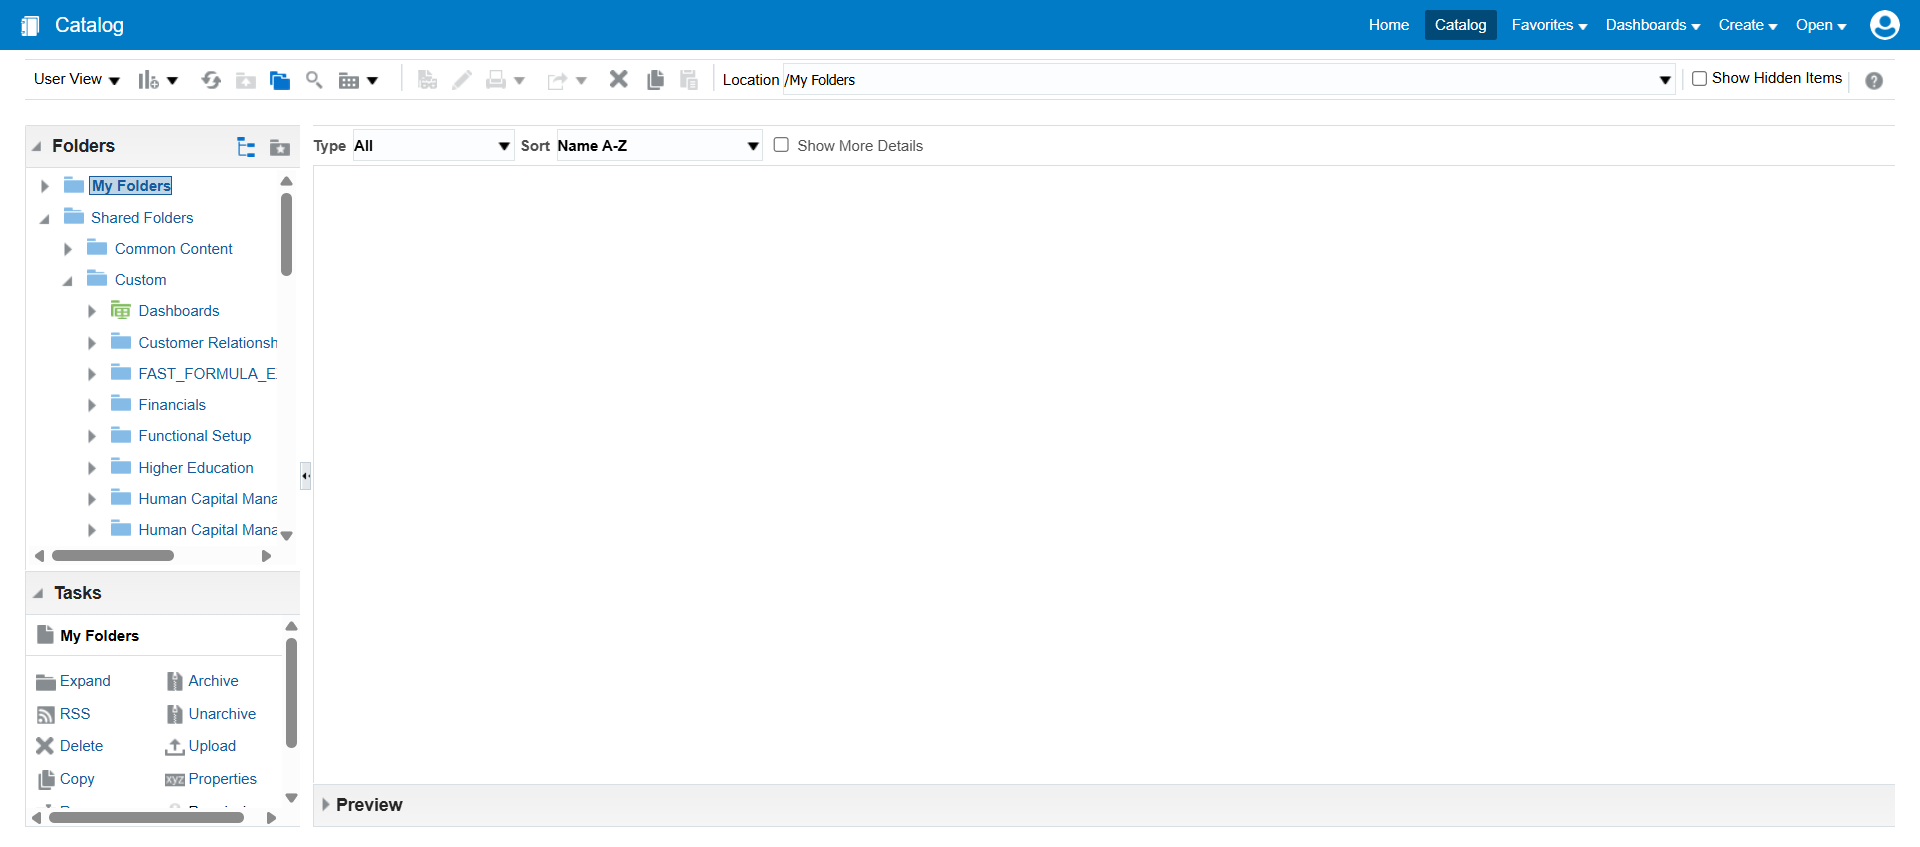 Catalog
Home Catalog Favorites Dashboards Create Open
User View
Location /My Folders
Show Hidden Items
Folders
Type All Sort Name A-Z Show More Details
My Folders
Shared Folders
Common Content
Custom
Dashboards
Customer Relationsh
FAST_FORMULA_E
Financials
Functional Setup
Higher Education
Human Capital Mana
Human Capital Mana
Tasks
My Folders
Expand Archive
RSS Unarchive
Delete Upload
Copy xyz Properties
Preview